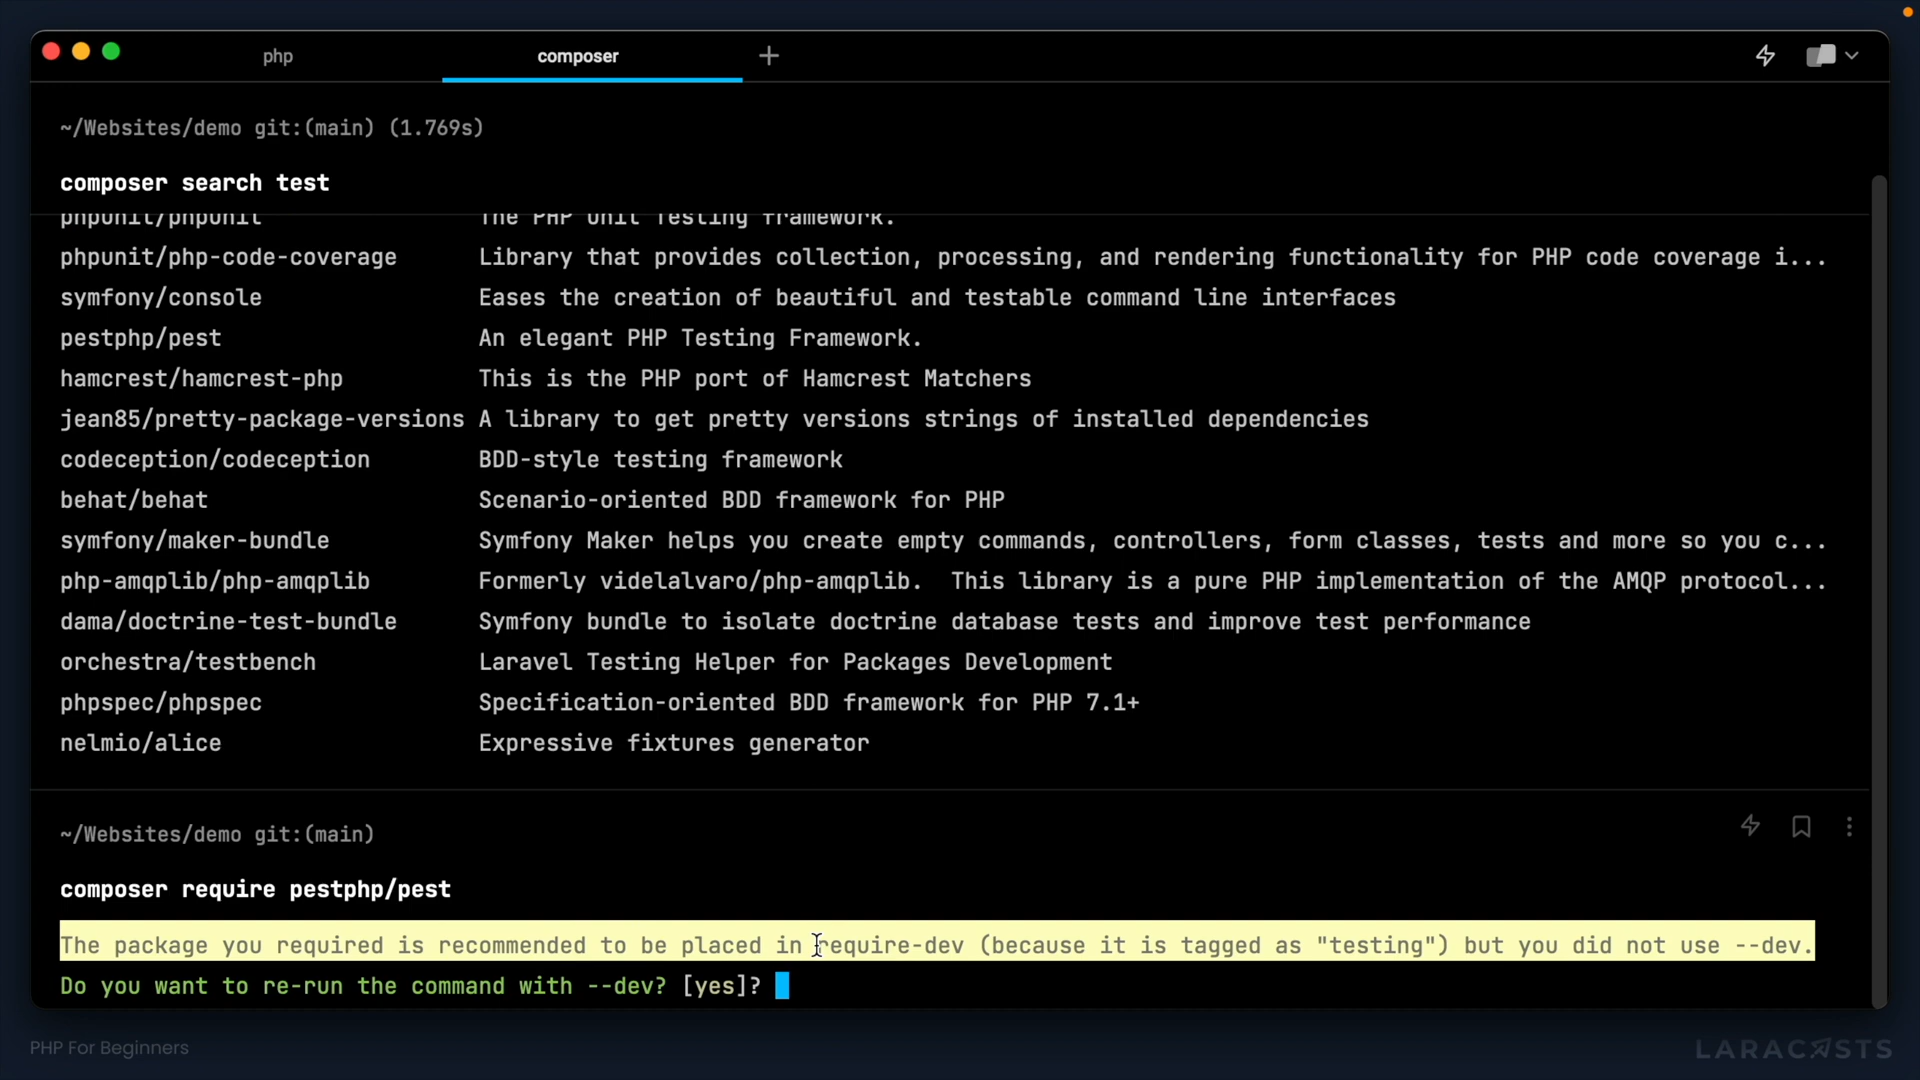 php
composer
~/Websites/demo git:(main) (1.769s)
composer search test
phpunit/phpunit The PHP Unit Testing framework.
phpunit/php-code-coverage Library that provides collection, processing, and rendering functionality for PHP code coverage i...
symfony/console Eases the creation of beautiful and testable command line interfaces
pestphp/pest An elegant PHP Testing Framework.
hamcrest/hamcrest-php This is the PHP port of Hamcrest Matchers
jean85/pretty-package-versions A library to get pretty versions strings of installed dependencies
codeception/codeception BDD-style testing framework
behat/behat Scenario-oriented BDD framework for PHP
symfony/maker-bundle Symfony Maker helps you create empty commands, controllers, form classes, tests and more so you c...
php-amqplib/php-amqplib Formerly videlalvaro/php-amqplib.  This library is a pure PHP implementation of the AMQP protocol...
dama/doctrine-test-bundle Symfony bundle to isolate doctrine database tests and improve test performance
orchestra/testbench Laravel Testing Helper for Packages Development
phpspec/phpspec Specification-oriented BDD framework for PHP 7.1+
nelmio/alice Expressive fixtures generator
~/Websites/demo git:(main)
composer require pestphp/pest
The package you required is recommended to be placed in require-dev (because it is tagged as "testing") but you did not use --dev.
Do you want to re-run the command with --dev? [yes]?
PHP For Beginners
LARACASTS